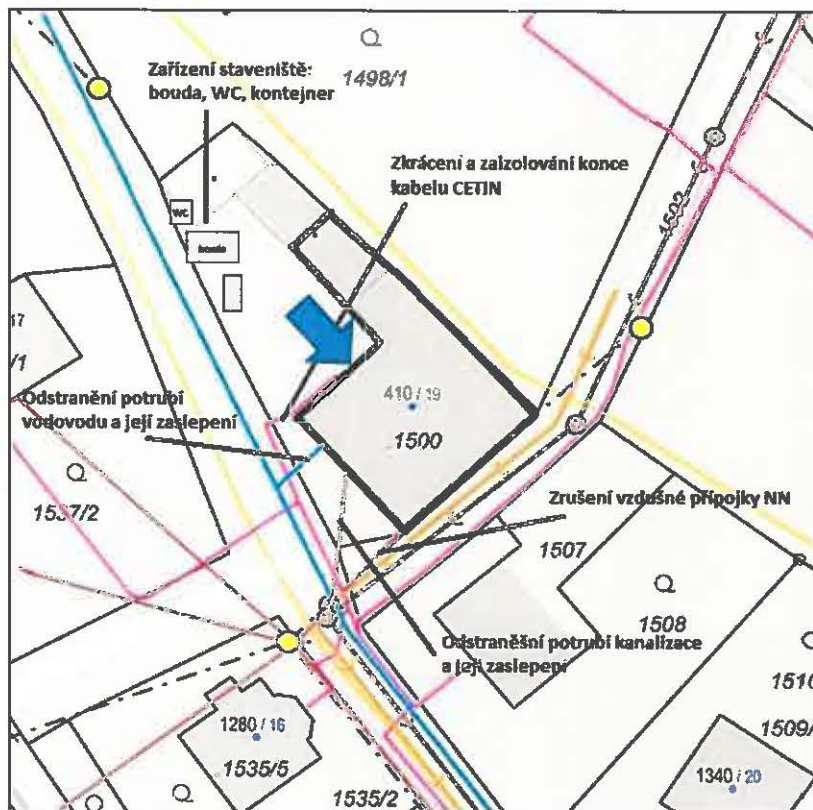 1498/1
Zařízení staveniště:
bouda, WC, kontejner
Zkrácení a zaizolování konce
kabelu CETIN
1502
WC
bouda
17
/1
410 / 19
1500
Odstranění potrubí
vodovodu a její zaslepení
1537/2
Zrušení vzdušné přípojky NN
1507
1508
Odstraněšní potrubí kanalizace
a její zaslepení
1510
1509/
1280 / 16
1535/5
1535/2
1340 / 20